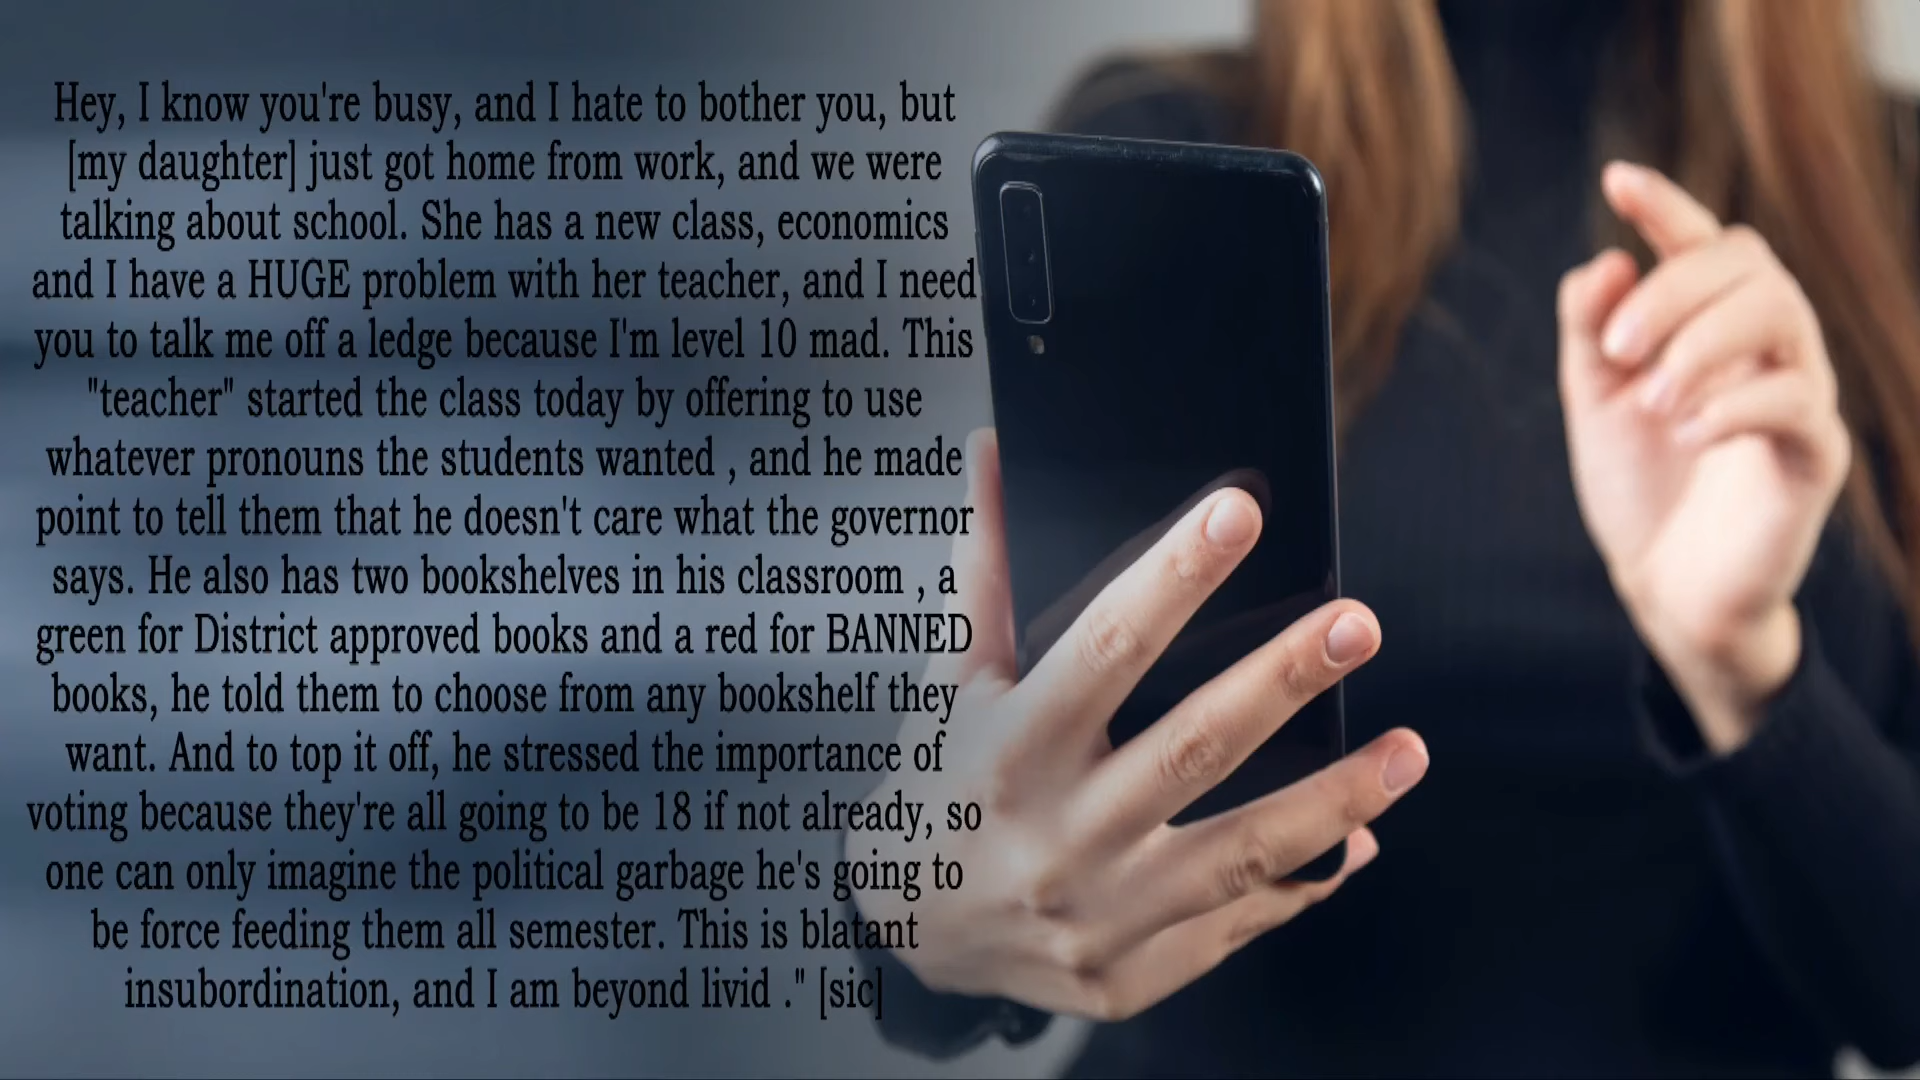 Hey, I know you're busy, and I hate to bother you, but
[my daughter] just got home from work, and we were
talking about school. She has a new class, economics
and I have a HUGE problem with her teacher, and I need
you to talk me off a ledge because I'm level 10 mad. This
"teacher" started the class today by offering to use
whatever pronouns the students wanted , and he made
point to tell them that he doesn't care what the governor
says. He also has two bookshelves in his classroom , a
green for District approved books and a red for BANNED
books, he told them to choose from any bookshelf they
want. And to top it off, he stressed the importance of
voting because they're all going to be 18 if not already, so
one can only imagine the political garbage he's going to
be force feeding them all semester. This is blatant
insubordination, and I am beyond livid ." [sic]